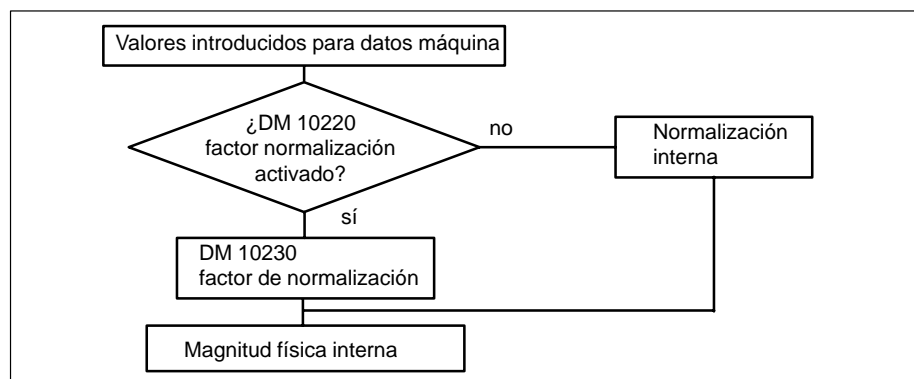 Valores introducidos para datos máquina
¿DM 10220
factor normalización
activado?
no
Normalización
interna
sí
DM 10230
factor de normalización
Magnitud física interna